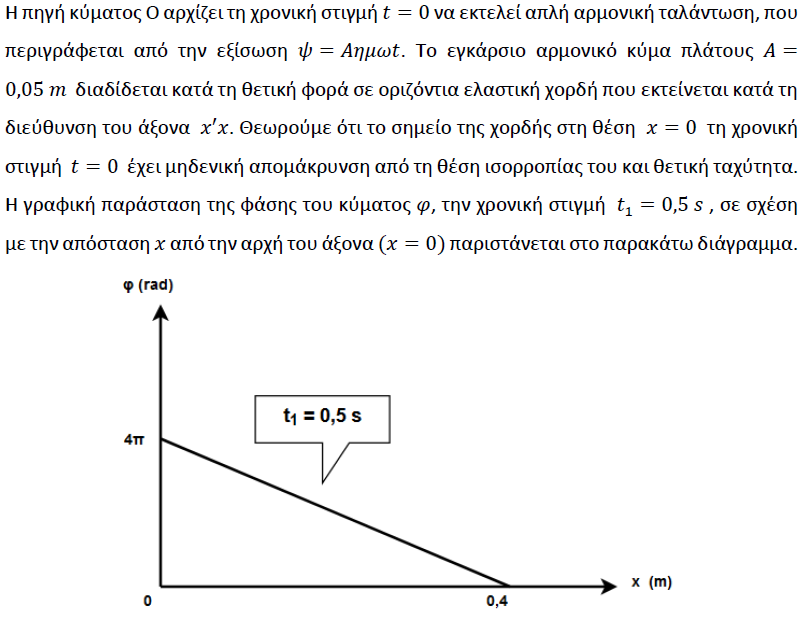 Η πηγή κύματος Ο αρχίζει τη χρονική στιγμή t = 0 να εκτελεί απλή αρμονική ταλάντωση, που
περιγράφεται από την εξίσωση ψ = Αημωt. Το εγκάρσιο αρμονικό κύμα πλάτους A =
0,05 m διαδίδεται κατά τη θετική φορά σε οριζόντια ελαστική χορδή που εκτείνεται κατά τη
διεύθυνση του άξονα x′x. Θεωρούμε ότι το σημείο της χορδής στη θέση x = 0 τη χρονική
στιγμή t = 0 έχει μηδενική απομάκρυνση από τη θέση ισορροπίας του και θετική ταχύτητα.
Η γραφική παράσταση της φάσης του κύματος φ, την χρονική στιγμή t₁ = 0,5 s , σε σχέση
με την απόσταση x από την αρχή του άξονα (x = 0) παριστάνεται στο παρακάτω διάγραμμα.
φ (rad)
t₁ = 0,5 s
4π
x (m)
0
0,4